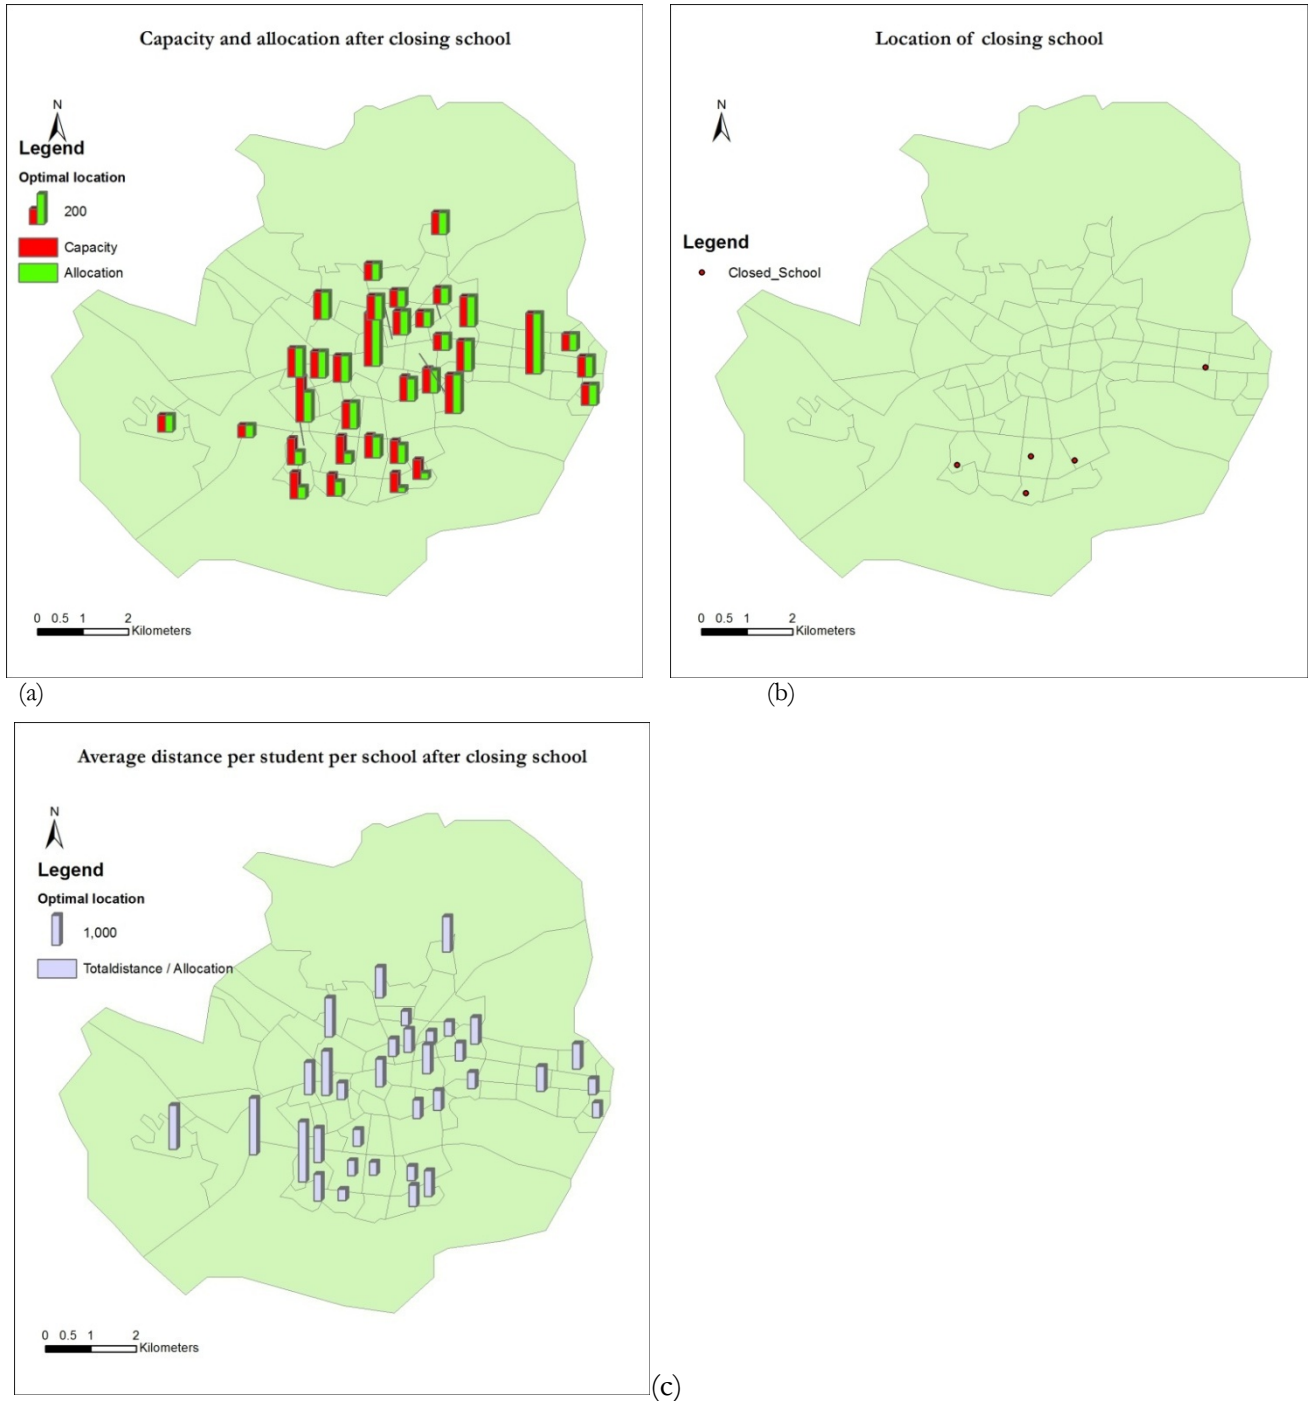 Capacity and allocation after closing school
N
Legend
Optimal location
200
Capacity
Allocation
0 0.5 1 2
Kilometers
(a)
Location of closing school
N
Legend
Closed_School
0 0.5 1 2
Kilometers
(b)
Average distance per student per school after closing school
N
Legend
Optimal location
1,000
Totaldistance / Allocation
0 0.5 1 2
Kilometers
(c)